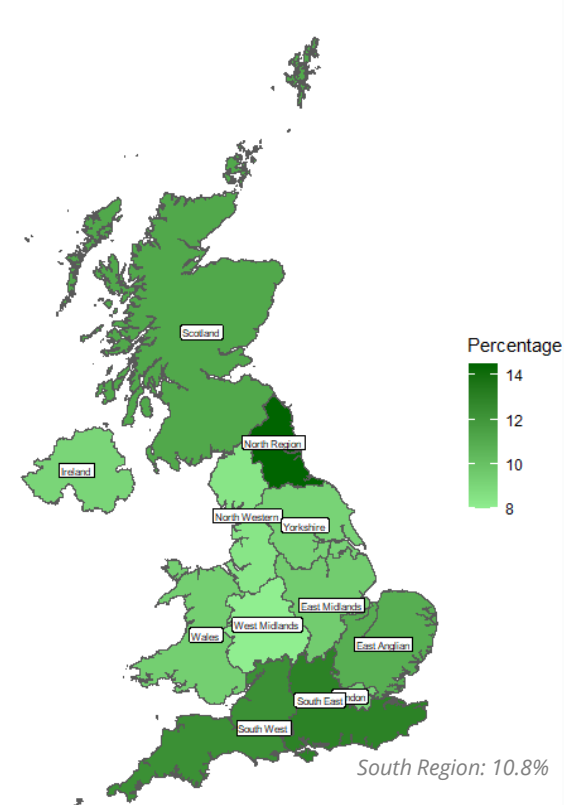 Scotland
Percentage
14
12
10
8
North Region
Ireland
North Western
Yorkshire
East Midlands
West Midlands
Wales
East Anglian
ndon
South East
South West
South Region: 10.8%